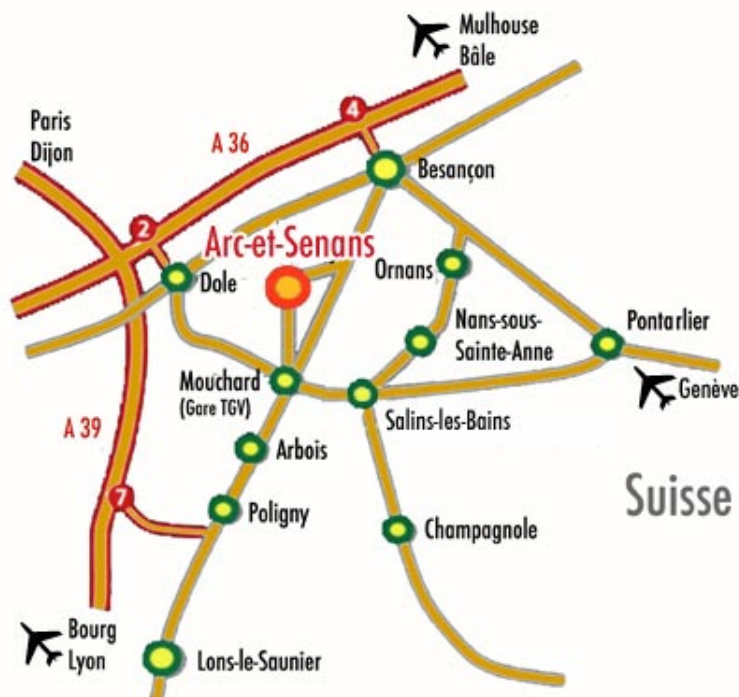 Mulhouse
Bâle
Paris
Dijon
4
A 36
Besançon
2
Arc-et-Senans
Ornans
Dole
Nans-sous-
Sainte-Anne
Pontarlier
Mouchard
(Gare TGV)
Genève
Salins-les-Bains
A 39
Arbois
7
Poligny
Suisse
Champagnole
Bourg
Lyon
Lons-le-Saunier